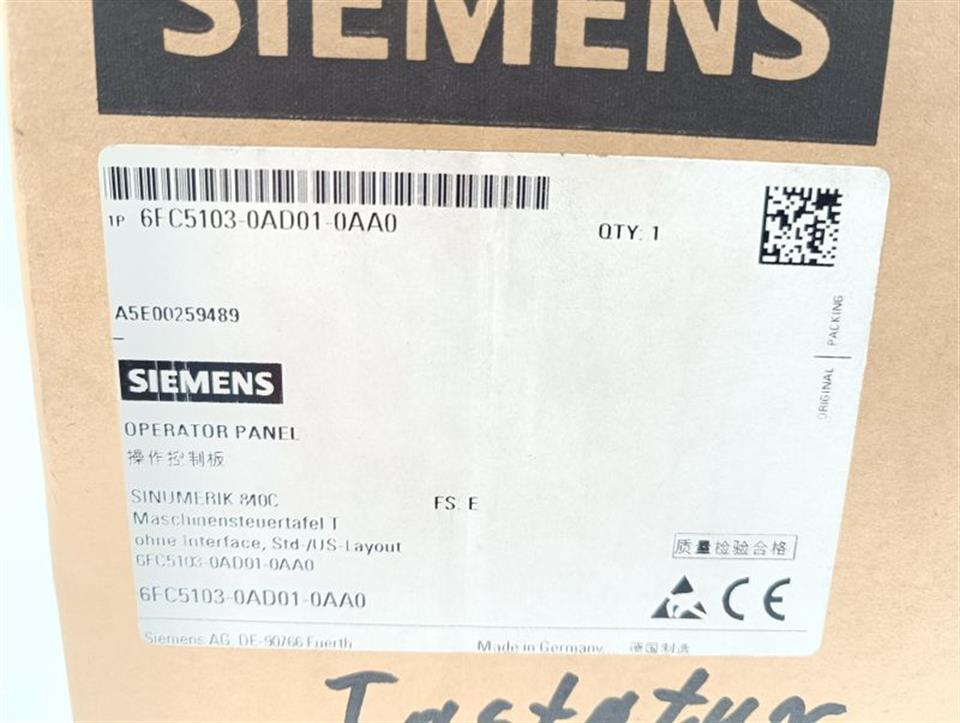 SIEMENS
1P 6FC5103-0AD01-0AA0
QTY: 1
A5E00259489
ORIGINAL | PACKING
SIEMENS
OPERATOR PANEL
操作控制板
SINUMERIK 840C FS: E
Maschinensteuertafel T
ohne Interface, Std-/US-Layout
6FC5103-0AD01-0AA0
质量检验合格
6FC5103-0AD01-0AA0
CE
Siemens AG, DE-90766 Fuerth Made in Germany 德国制造
Tastatur